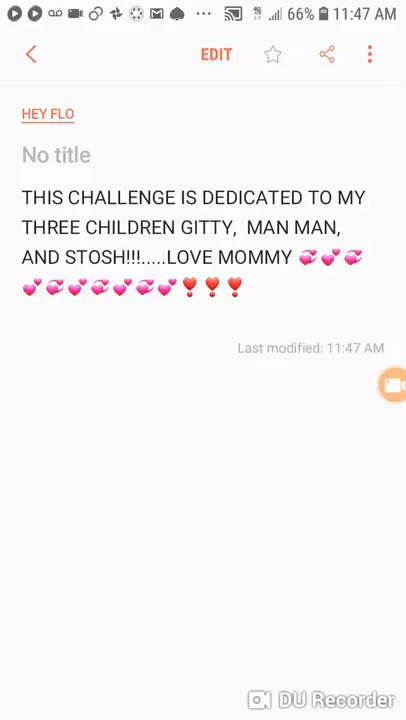 66% 11:47 AM
EDIT
HEY FLO
No title
THIS CHALLENGE IS DEDICATED TO MY
THREE CHILDREN GITTY,  MAN MAN,
AND STOSH!!!.....LOVE MOMMY 💞💕💞
💕💞💕💞💕💞💕❣️❣️❣️
Last modified: 11:47 AM
DU Recorder